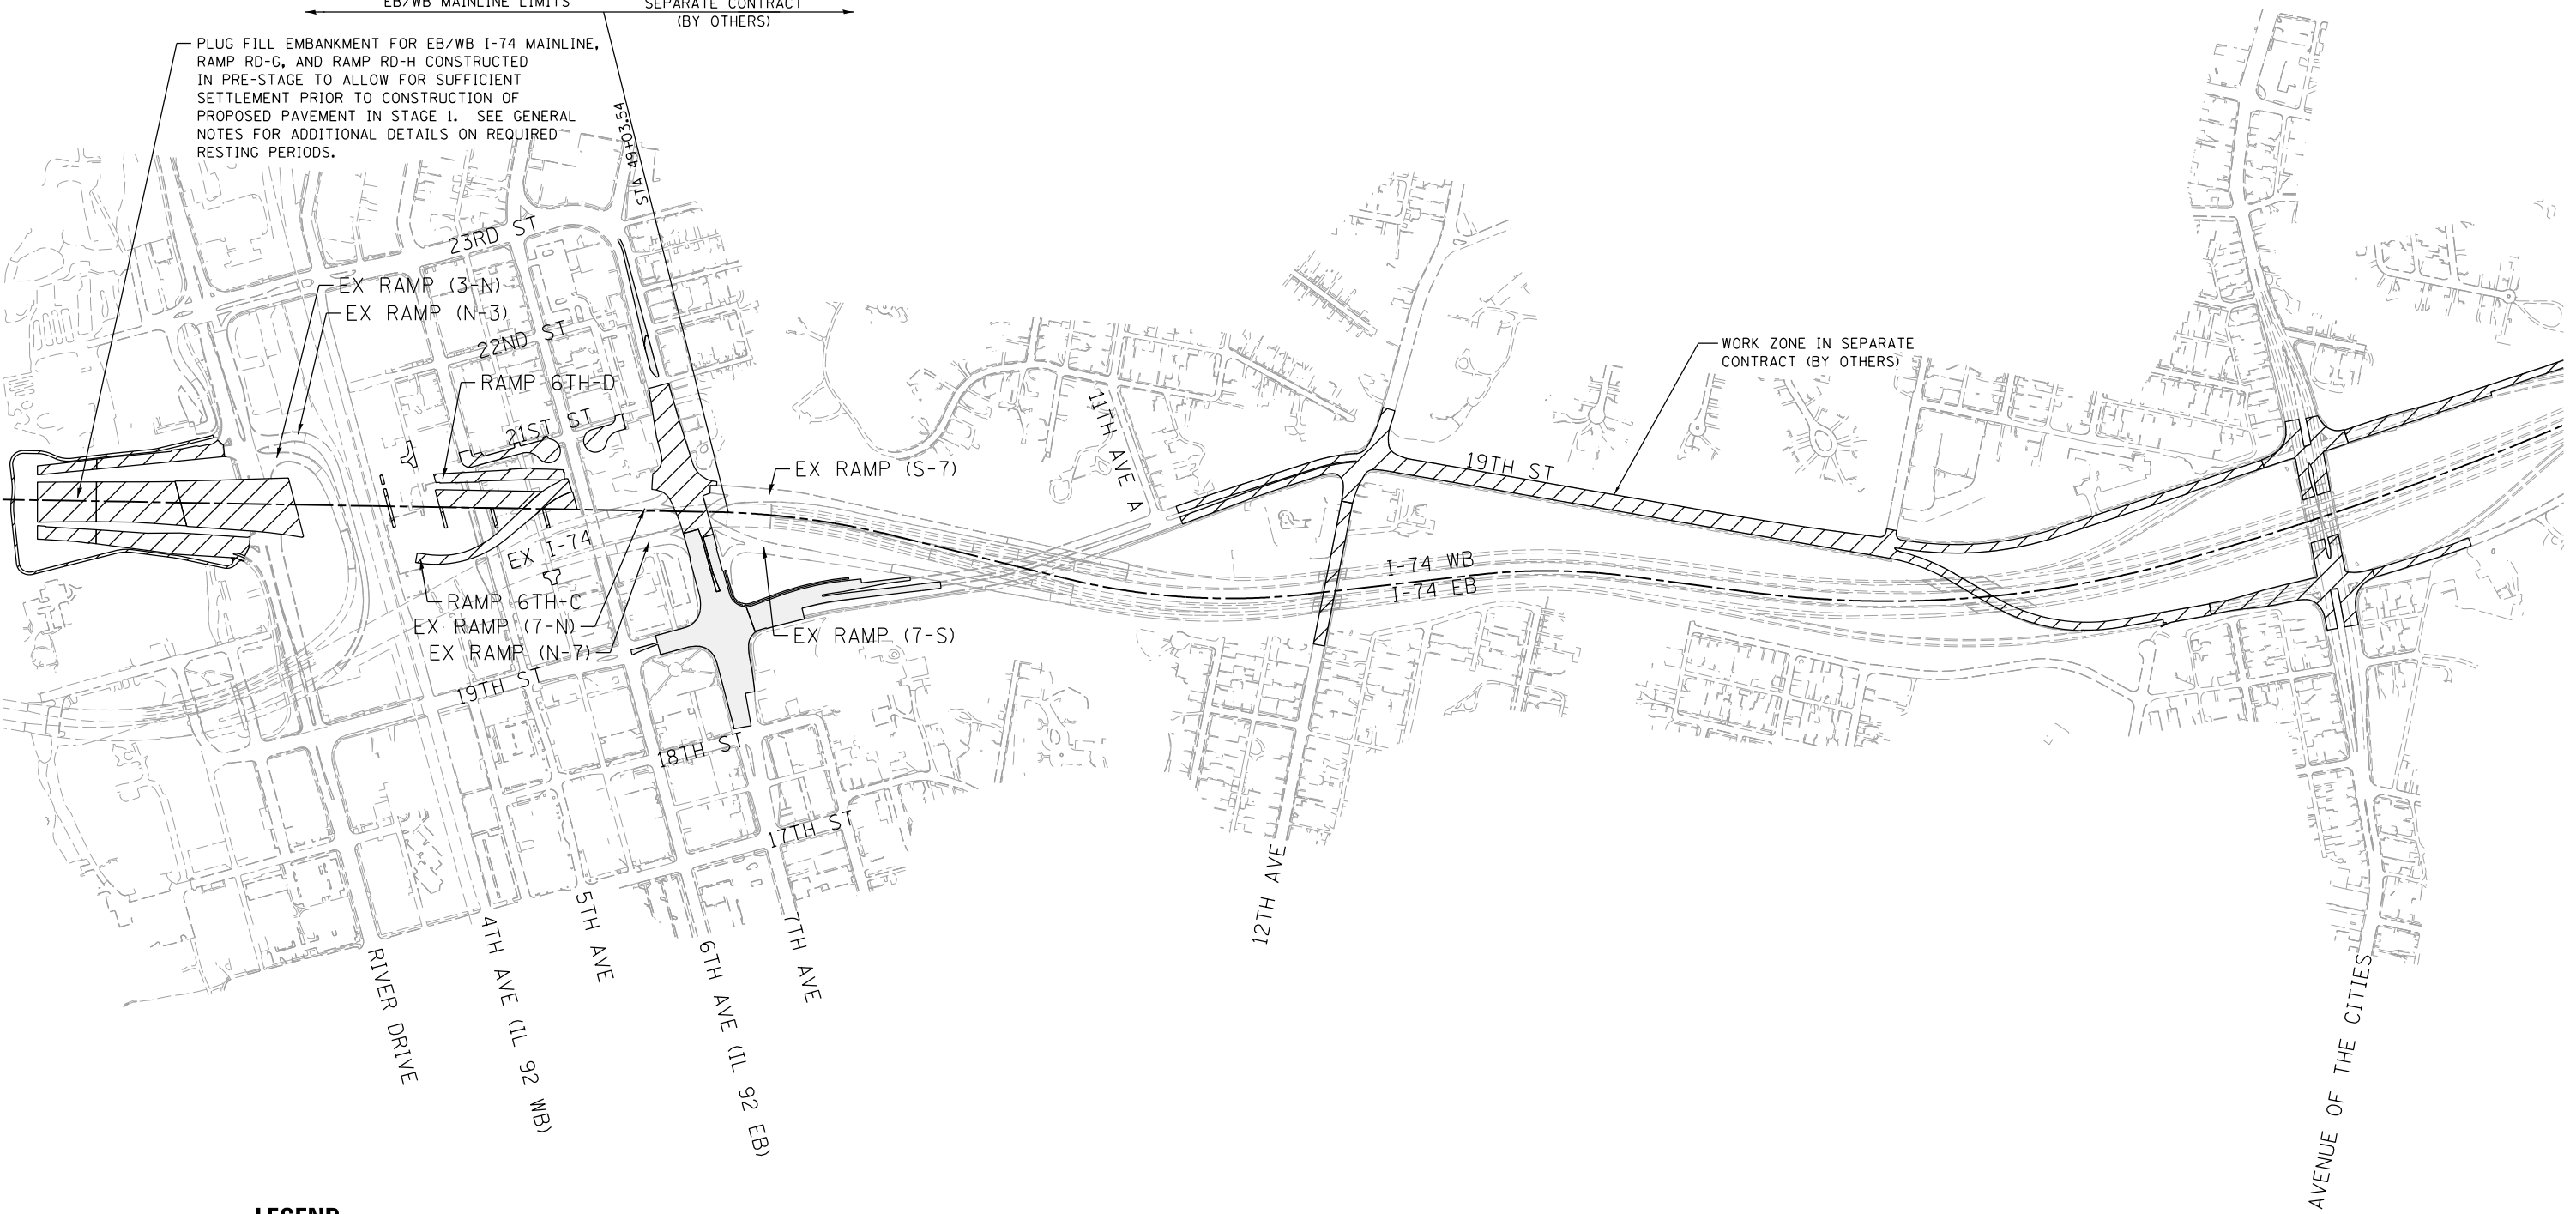 EB/WB MAINLINE LIMITS
SEPARATE CONTRACT
(BY OTHERS)
PLUG FILL EMBANKMENT FOR EB/WB I-74 MAINLINE,
RAMP RD-G, AND RAMP RD-H CONSTRUCTED
IN PRE-STAGE TO ALLOW FOR SUFFICIENT
SETTLEMENT PRIOR TO CONSTRUCTION OF
PROPOSED PAVEMENT IN STAGE 1.  SEE GENERAL
NOTES FOR ADDITIONAL DETAILS ON REQUIRED
RESTING PERIODS.
STA 49+03.54
23RD ST
EX RAMP (3-N)
EX RAMP (N-3)
22ND ST
RAMP 6TH-D
21ST ST
EX RAMP (S-7)
11TH AVE A
19TH ST
WORK ZONE IN SEPARATE
CONTRACT (BY OTHERS)
EX I-74
I-74 WB
I-74 EB
RAMP 6TH-C
EX RAMP (7-N)
EX RAMP (N-7)
EX RAMP (7-S)
19TH ST
18TH ST
17TH ST
RIVER DRIVE
4TH AVE (IL 92 WB)
5TH AVE
6TH AVE (IL 92 EB)
7TH AVE
12TH AVE
AVENUE OF THE CITIES
LEGEND